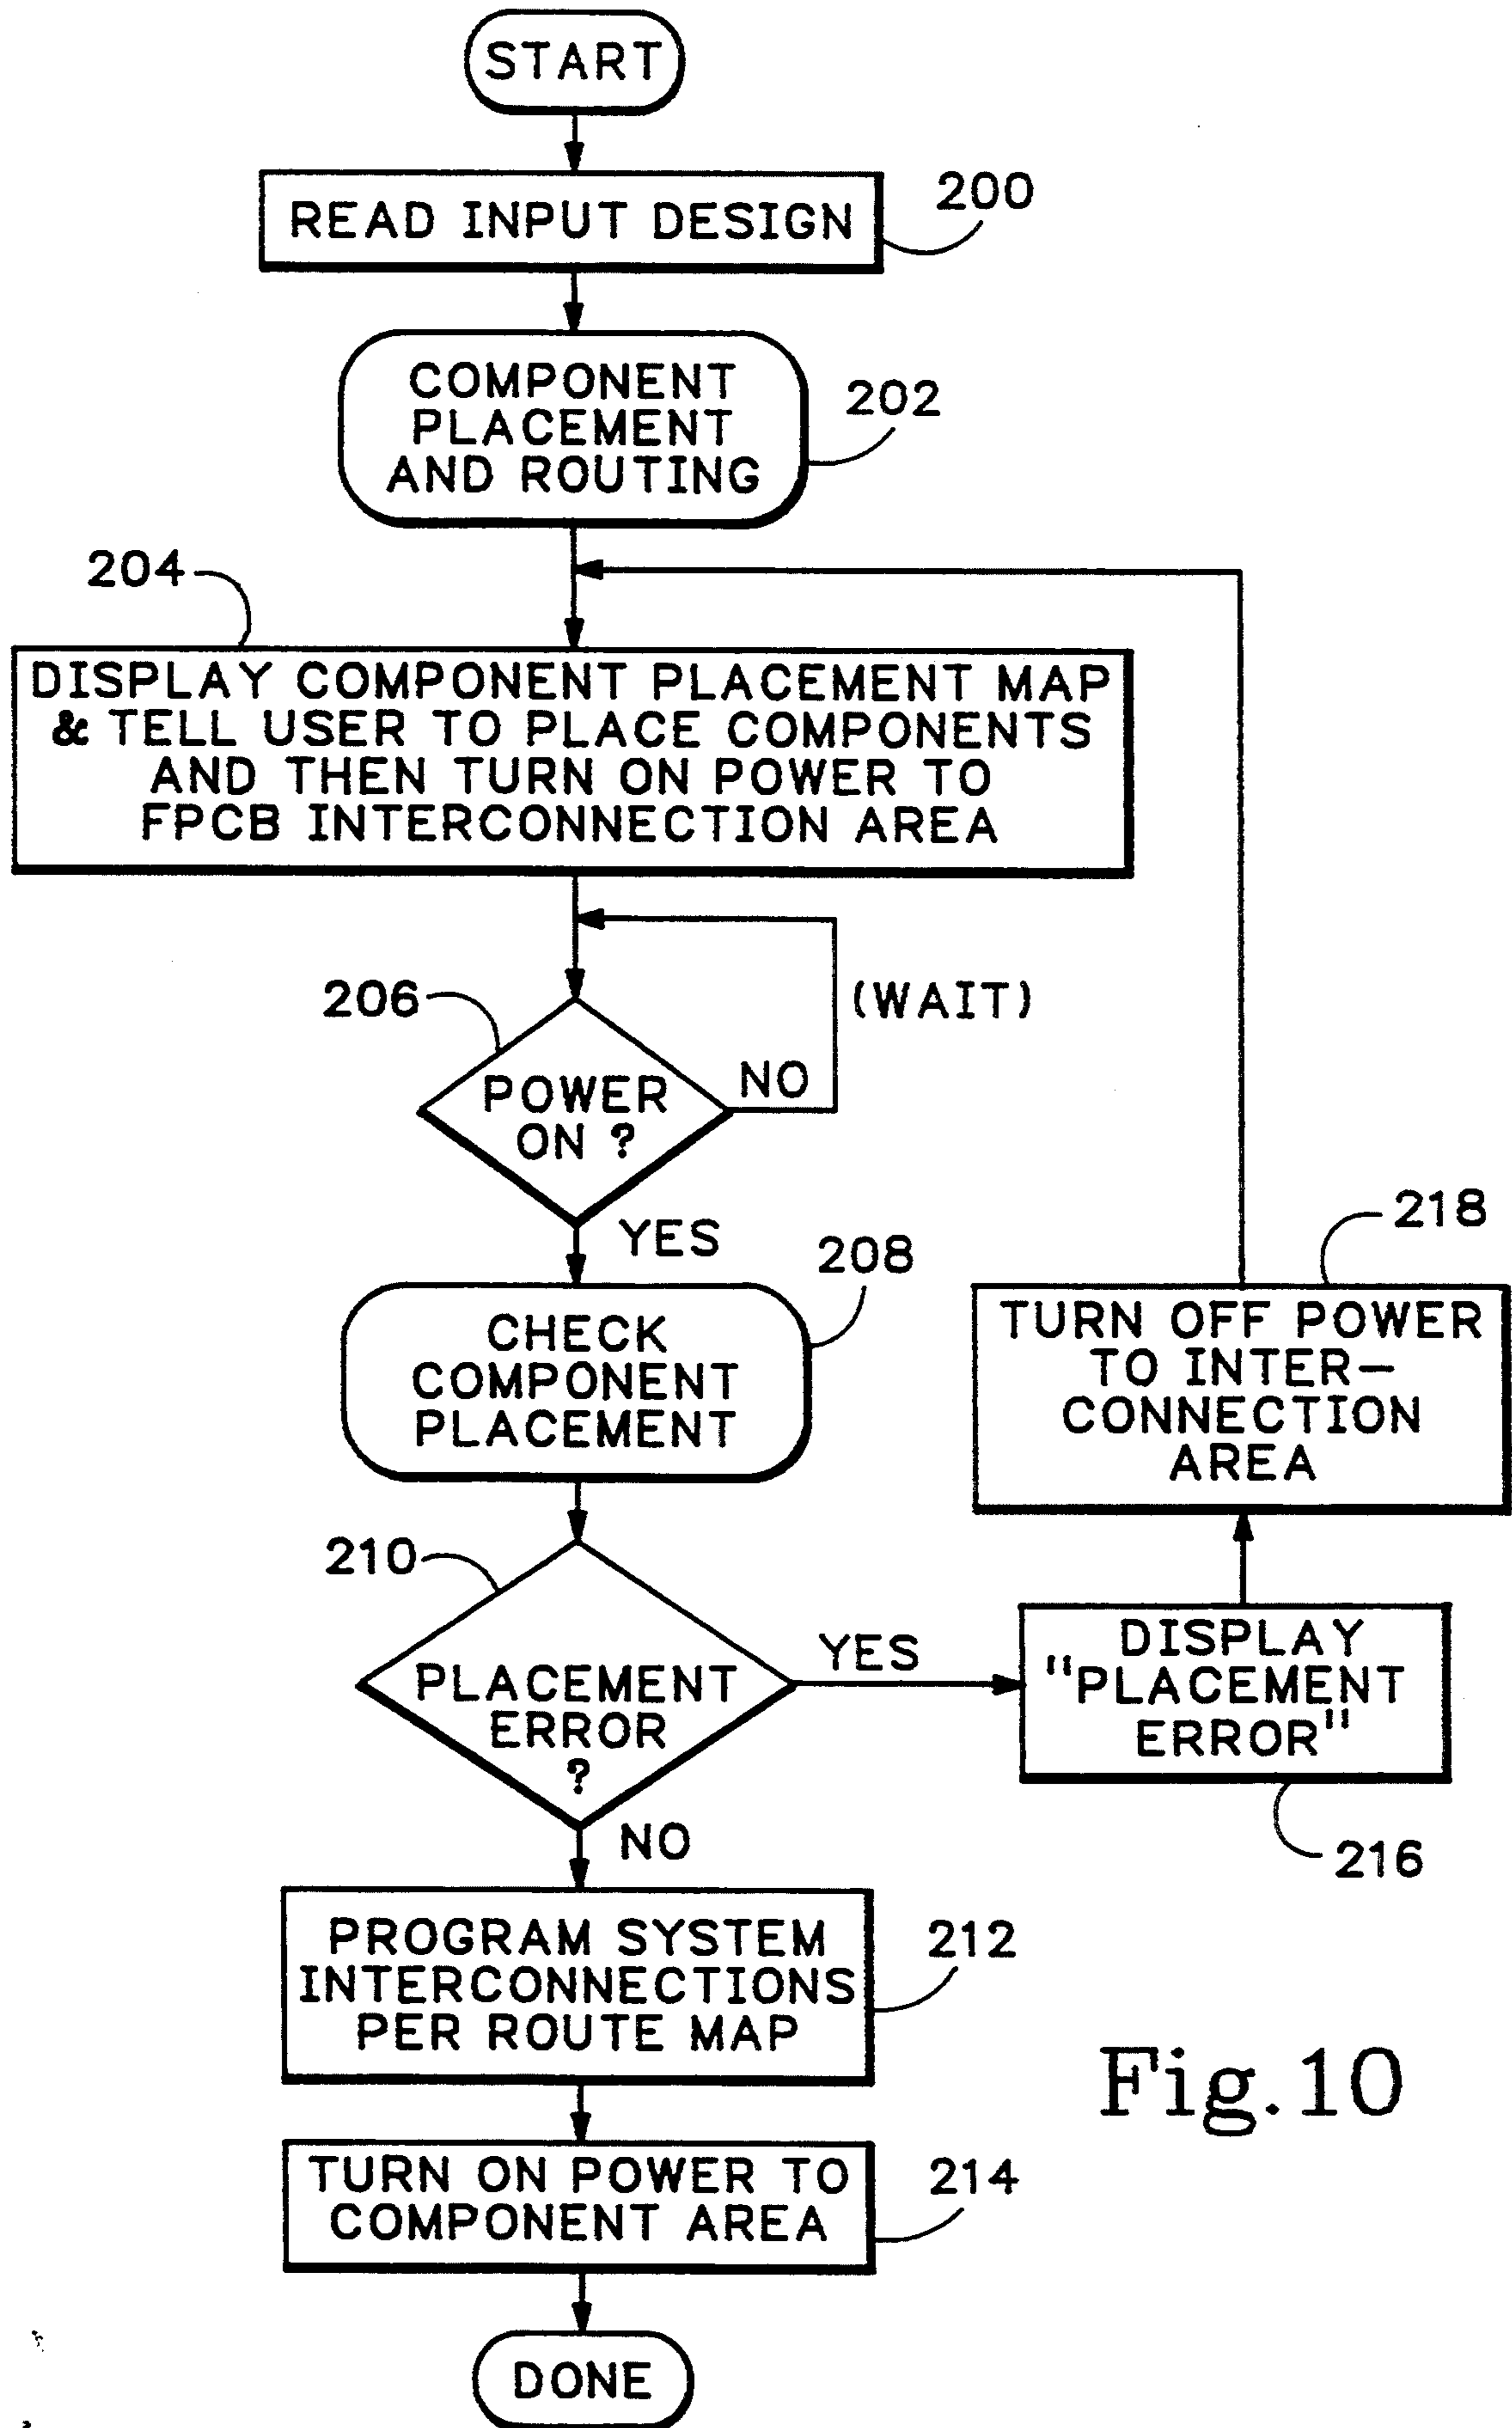 START
READ INPUT DESIGN
200
COMPONENT
PLACEMENT
AND ROUTING
202
204
DISPLAY COMPONENT PLACEMENT MAP
& TELL USER TO PLACE COMPONENTS
AND THEN TURN ON POWER TO
FPCB INTERCONNECTION AREA
206
(WAIT)
POWER
ON ?
NO
YES
208
CHECK
COMPONENT
PLACEMENT
218
TURN OFF POWER
TO INTER–
CONNECTION
AREA
210
PLACEMENT
ERROR
?
YES
DISPLAY
"PLACEMENT
ERROR"
216
NO
PROGRAM SYSTEM
INTERCONNECTIONS
PER ROUTE MAP
212
TURN ON POWER TO
COMPONENT AREA
214
DONE
Fig.10